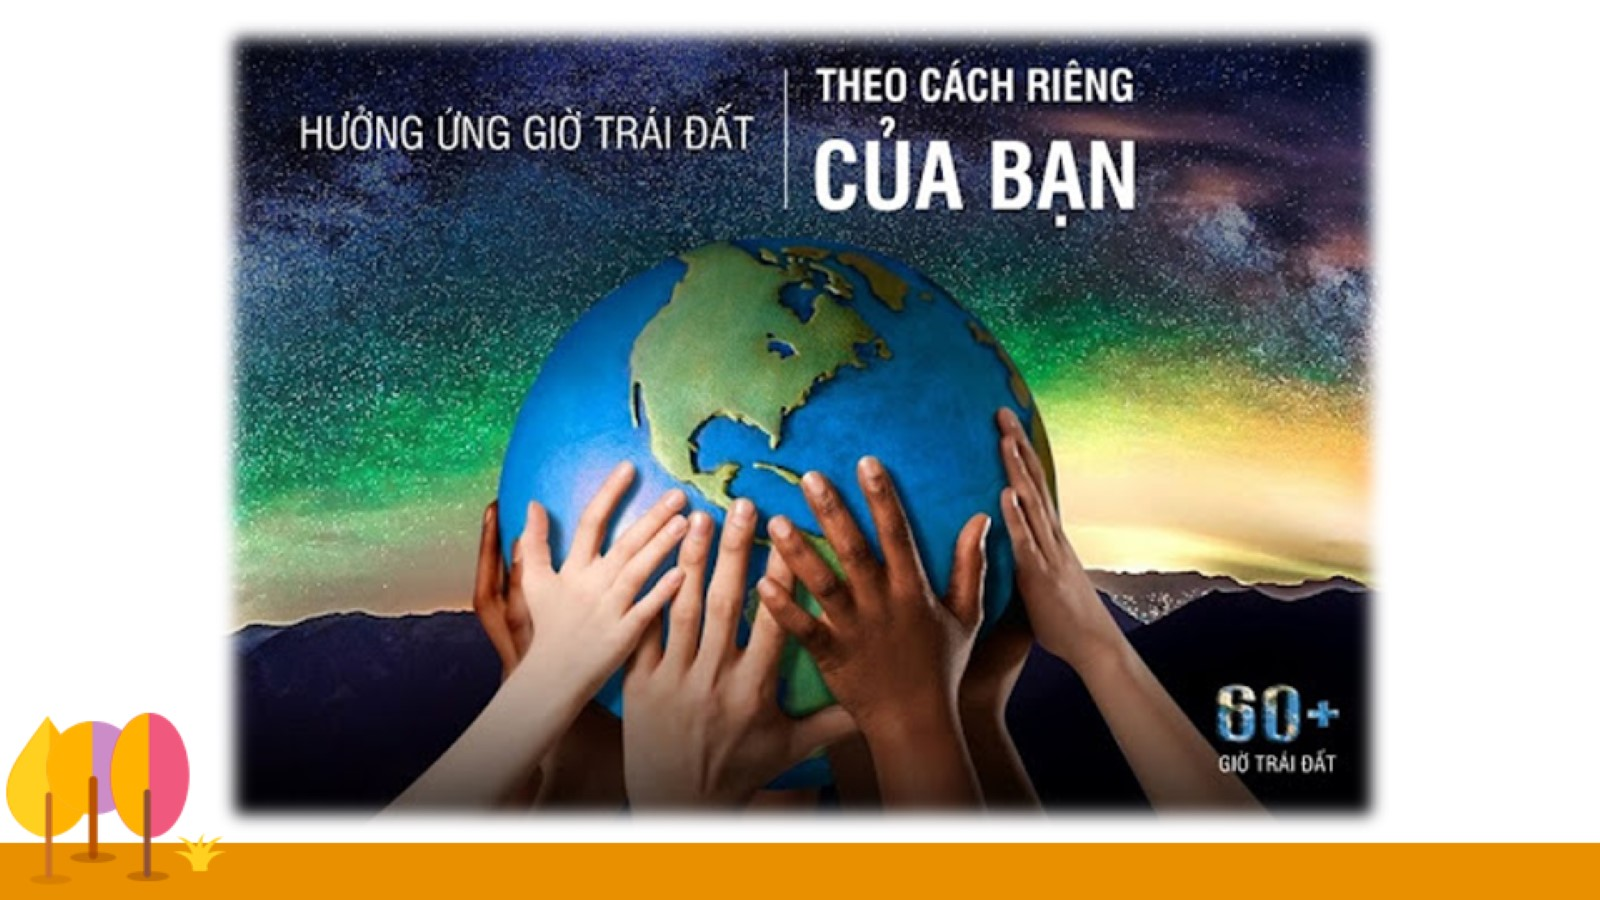 HƯỞNG ỨNG GIỜ TRÁI ĐẤT
THEO CÁCH RIÊNG
CỦA BẠN
60+
GIỜ TRÁI ĐẤT